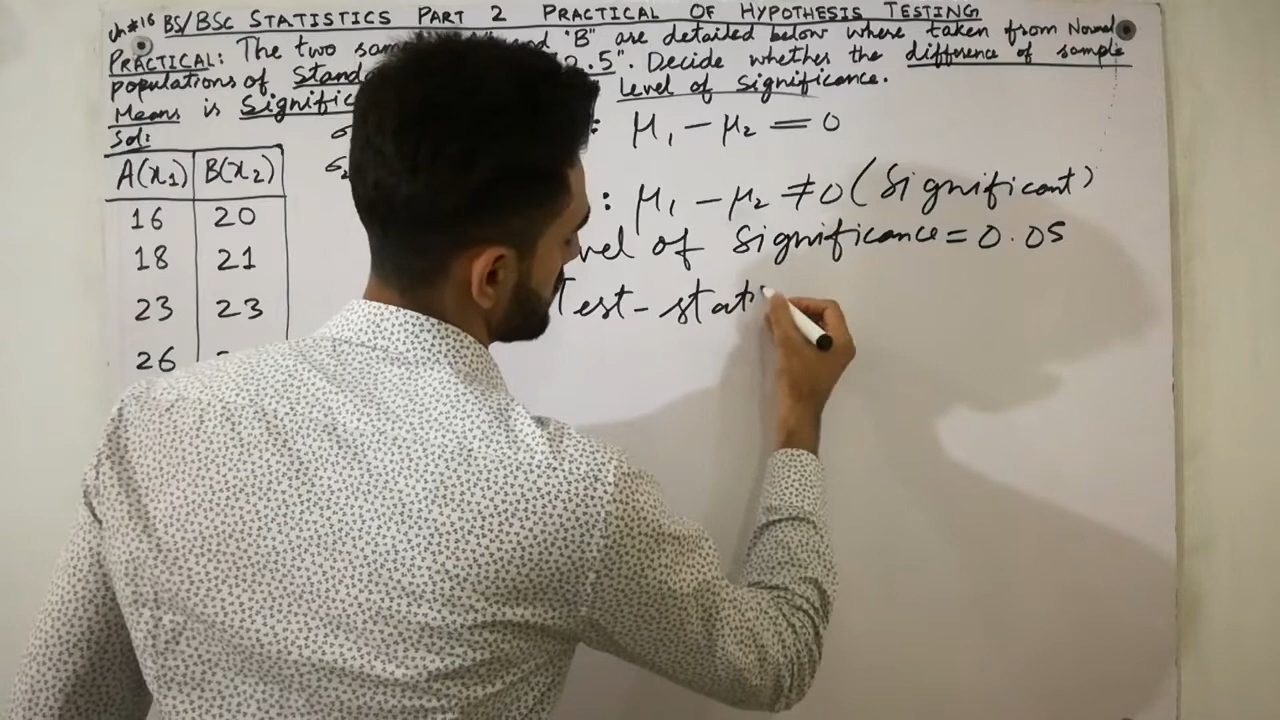 Ch#16 BS/BSC STATISTICS PART 2 PRACTICAL OF HYPOTHESIS TESTING
PRACTICAL: The two sam "B" are detailed below where taken from Normal
populations of Stand 2.5". Decide whether the difference of sample
Means is Signific level of Significance.
Sol:
: μ₁ - μ₂ = 0
A(x₁) B(x₂)
: μ₁ - μ₂ ≠ 0 (Significant)
16 20
vel of Significance = 0.05
18 21
Test-stati
23 23
26